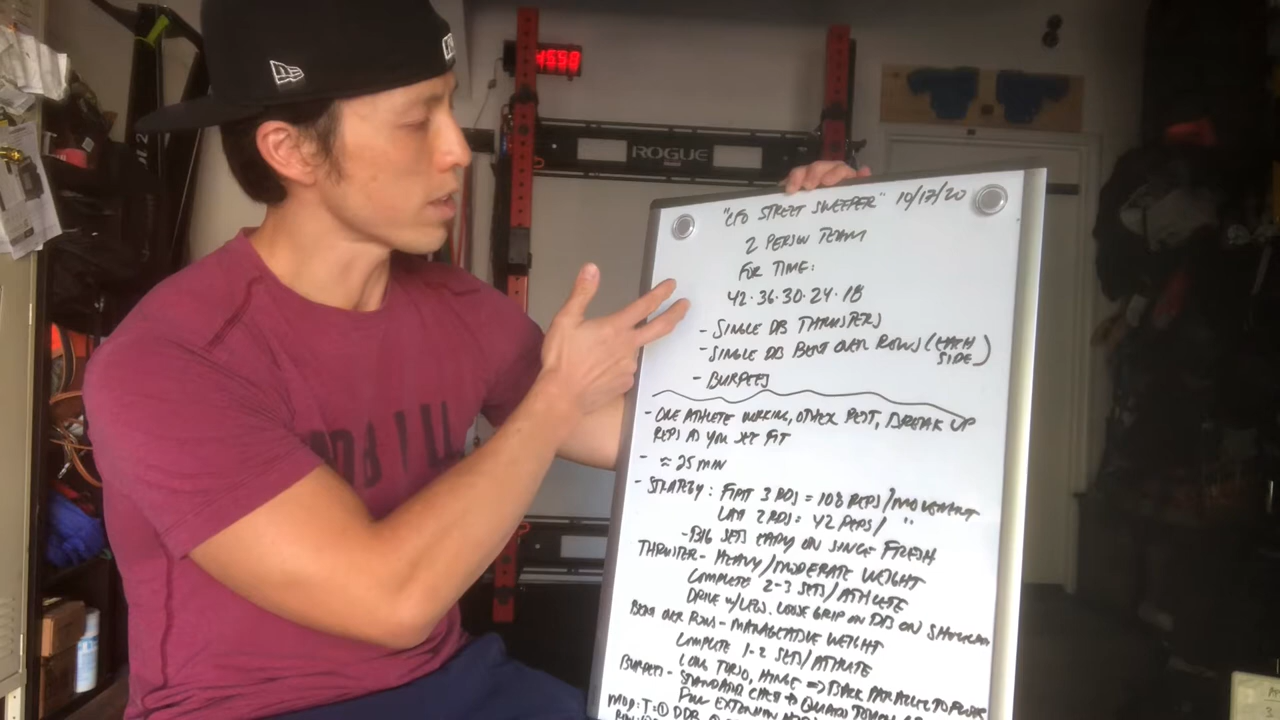 "CFO STREET SWEEPER" 10/17/20
2 PERSON TEAM
FOR TIME:
42·36·30·24·18
- SINGLE DB THRUSTERS
- SINGLE DB BENT OVER ROWS (EACH SIDE)
- BURPEES
- ONE ATHLETE WORKING, OTHER REST, BREAK UP
REPS AS YOU SEE FIT
- ≈ 25 MIN
- STRATEGY: FIRST 3 RDS = 108 REPS/MOVEMENT
LAST 2 RDS = 42 REPS/ "
- BIG SETS EARLY ON SINCE FRESH
THRUSTER - HEAVY/MODERATE WEIGHT
COMPLETE 2-3 SETS/ATHLETE
DRIVE W/LEGS. LOOSE GRIP ON DB ON SHOULDER
BENT OVER ROWS - MANAGEABLE WEIGHT
COMPLETE 1-2 SETS/ATHLETE
LONG TORSO, HINGE => BACK PARALLEL TO FLOOR
BURPEES - STANDARD CHEST TO GROUND
FULL EXTENSION
MOD: T=① DDB
ROGUE